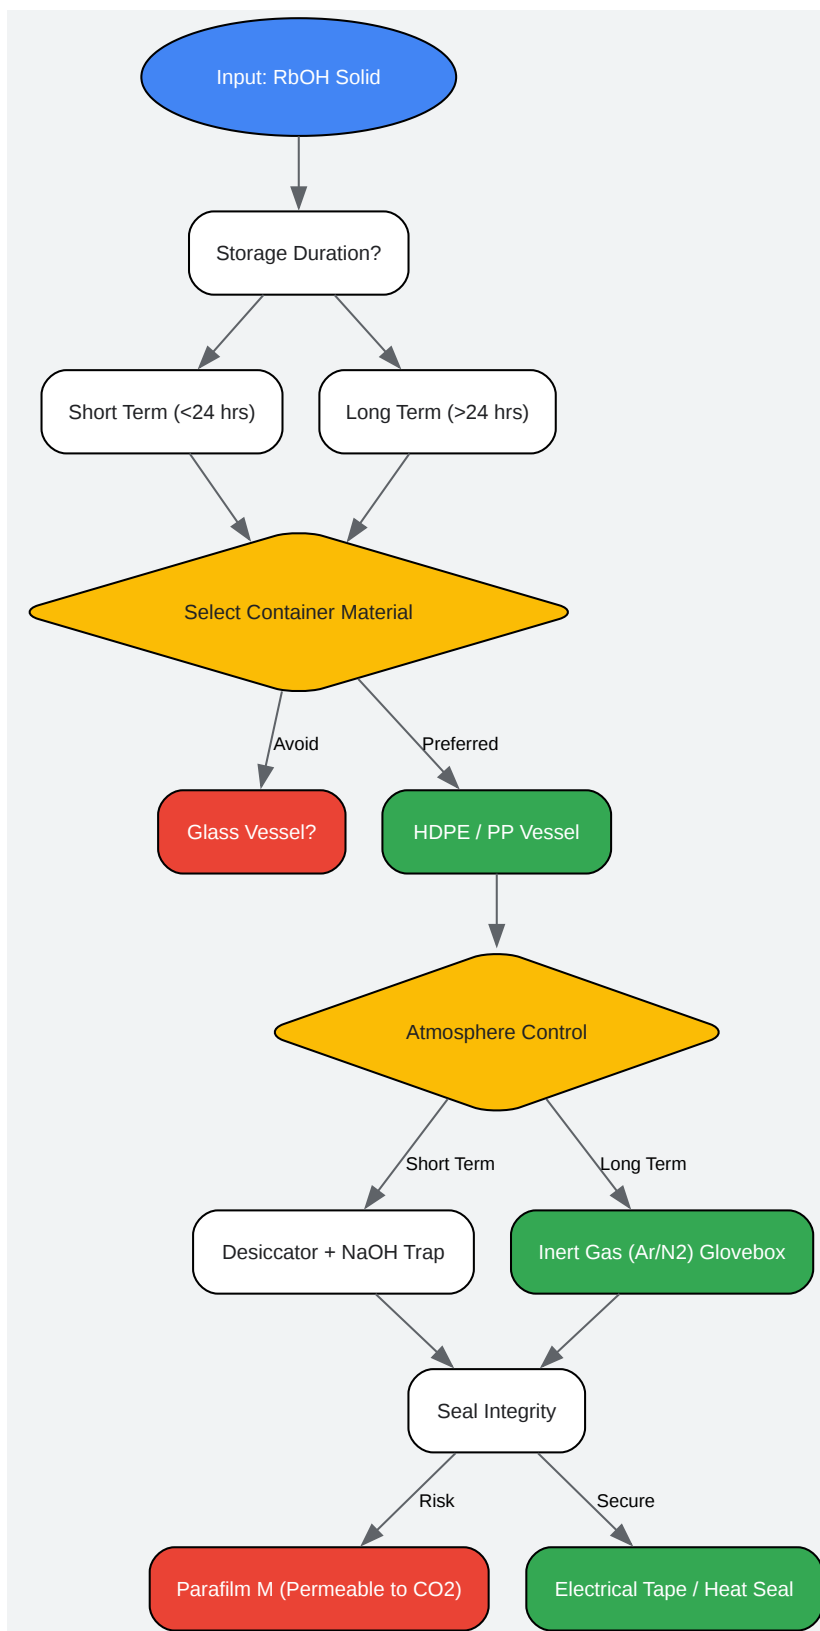 Input: RbOH Solid
Storage Duration?
Short Term (<24 hrs)
Long Term (>24 hrs)
Select Container Material
Avoid
Preferred
Glass Vessel?
HDPE / PP Vessel
Atmosphere Control
Short Term
Long Term
Desiccator + NaOH Trap
Inert Gas (Ar/N2) Glovebox
Seal Integrity
Risk
Secure
Parafilm M (Permeable to CO2)
Electrical Tape / Heat Seal